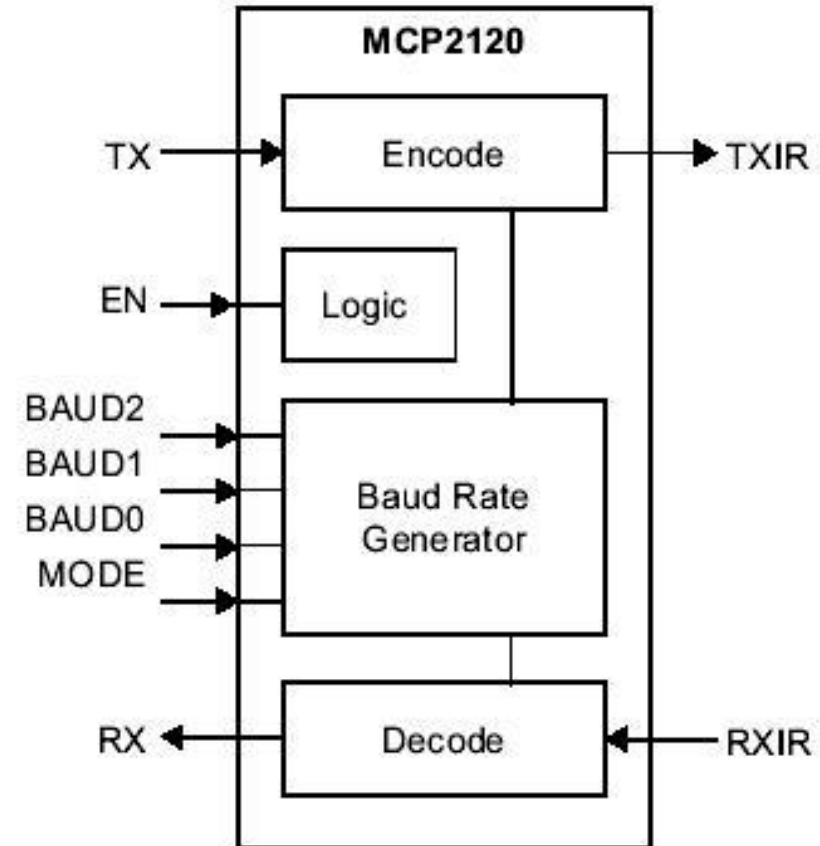 MCP2120
TX
Encode
TXIR
EN
Logic
BAUD2
BAUD1
BAUD0
MODE
Baud Rate
Generator
RX
Decode
RXIR